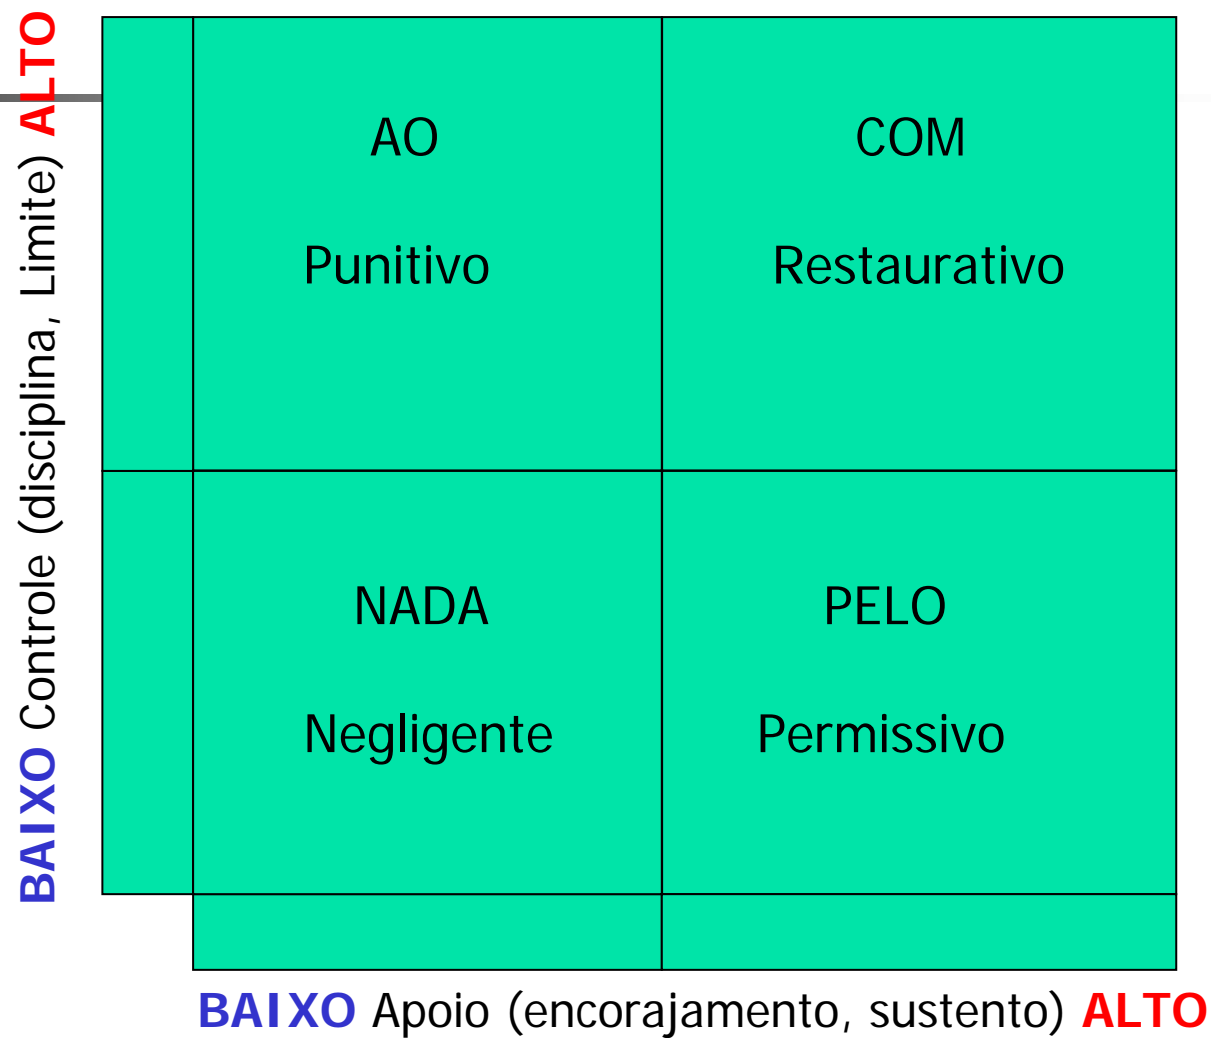 BAIXO Controle (disciplina, Limite) ALTO
AO
COM
Punitivo
Restaurativo
NADA
PELO
Negligente
Permissivo
BAIXO Apoio (encorajamento, sustento) ALTO